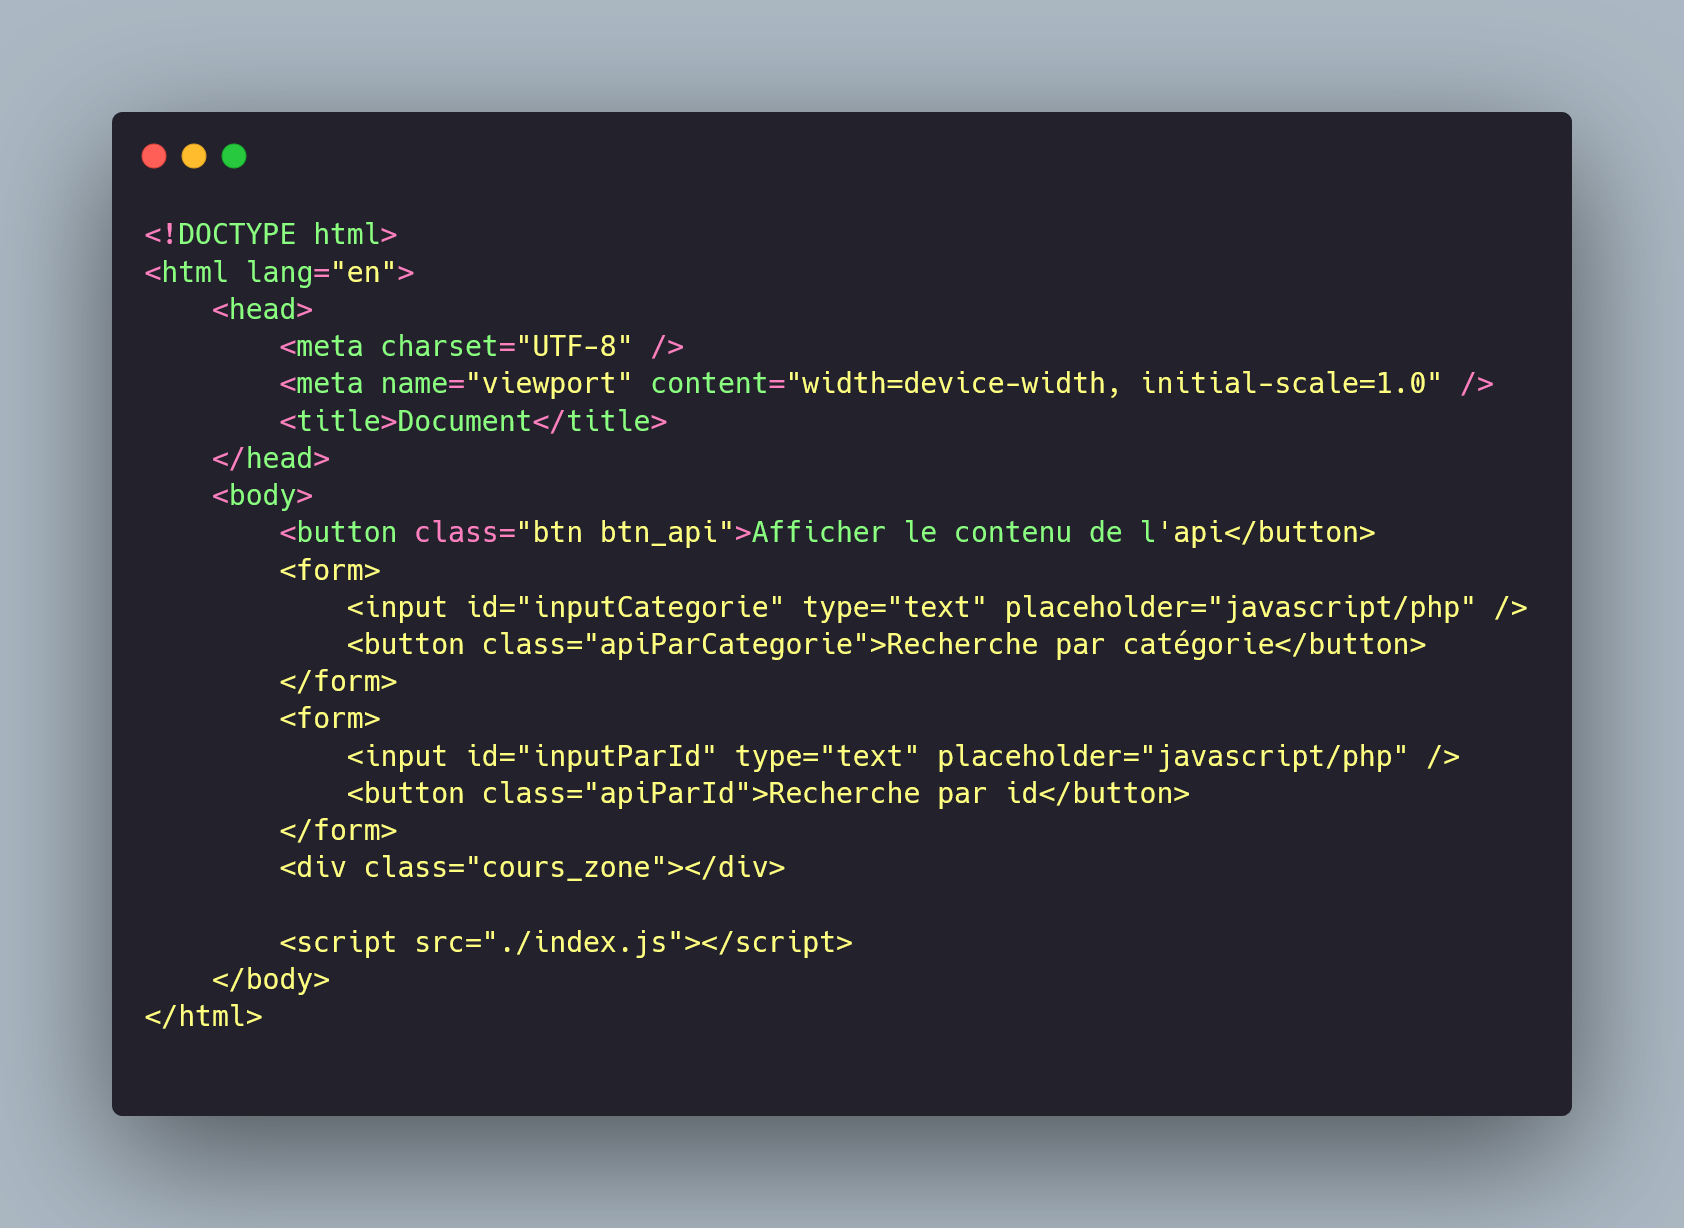 <!DOCTYPE html>
<html lang="en">
    <head>
        <meta charset="UTF-8" />
        <meta name="viewport" content="width=device-width, initial-scale=1.0" />
        <title>Document</title>
    </head>
    <body>
        <button class="btn btn_api">Afficher le contenu de l'api</button>
        <form>
            <input id="inputCategorie" type="text" placeholder="javascript/php" />
            <button class="apiParCategorie">Recherche par catégorie</button>
        </form>
        <form>
            <input id="inputParId" type="text" placeholder="javascript/php" />
            <button class="apiParId">Recherche par id</button>
        </form>
        <div class="cours_zone"></div>

        <script src="./index.js"></script>
    </body>
</html>